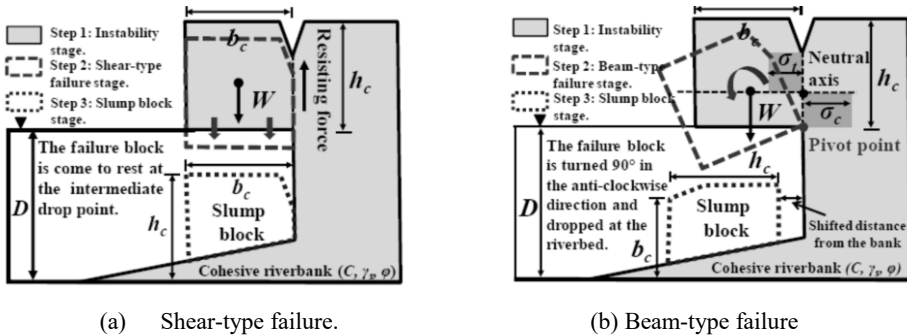 (a)
Step 1: Instability
stage.
Step 2: Shear-type
failure stage.
Step 3: Slump block
stage.
b_c
W
Resisting force
h_c
The failure block
is come to rest at
the intermediate
drop point.
D
h_c
b_c
Slump
block
Cohesive riverbank (C, γ_s, φ)
(b)
Step 1: Instability
stage.
Step 2: Beam-type
failure stage.
Step 3: Slump block
stage.
b_c
σ_t
Neutral
axis
h_c
W
σ_c
Pivot point
The failure block
is turned 90° in
the anti-clockwise
direction and
dropped at the
riverbed.
D
h_c
b_c
Slump
block
Shifted distance
from the bank
Cohesive riverbank (C, γ_s, φ)
(a) Shear-type failure.
(b) Beam-type failure